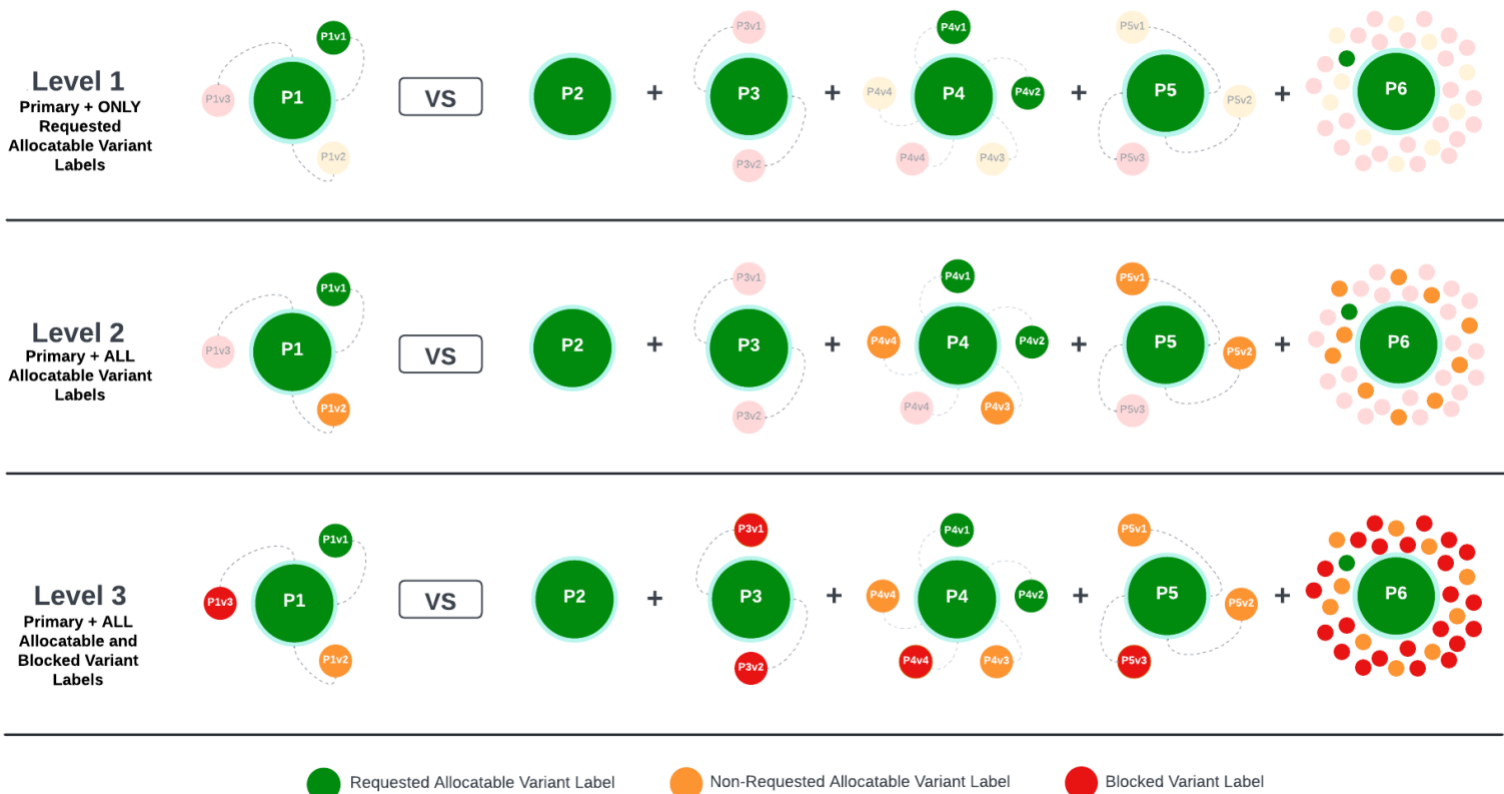 P1v1
P1v3
P1
P1v2
Level 1
Primary + ONLY
Requested
Allocatable Variant
Labels
VS
P2
+
P3v1
P3
P3v2
+
P4v1
P4v4
P4
P4v2
P4v4
P4v3
+
P5v1
P5
P5v2
P5v3
+
P6
Level 2
Primary + ALL
Allocatable Variant
Labels
P1v1
P1v3
P1
P1v2
VS
P2
+
P3v1
P3
P3v2
+
P4v1
P4v4
P4
P4v2
P4v4
P4v3
+
P5v1
P5
P5v2
P5v3
+
P6
Level 3
Primary + ALL
Allocatable and
Blocked Variant
Labels
P1v1
P1v3
P1
P1v2
VS
P2
+
P3v1
P3
P3v2
+
P4v1
P4v4
P4
P4v2
P4v4
P4v3
+
P5v1
P5
P5v2
P5v3
+
P6
Requested Allocatable Variant Label
Non-Requested Allocatable Variant Label
Blocked Variant Label